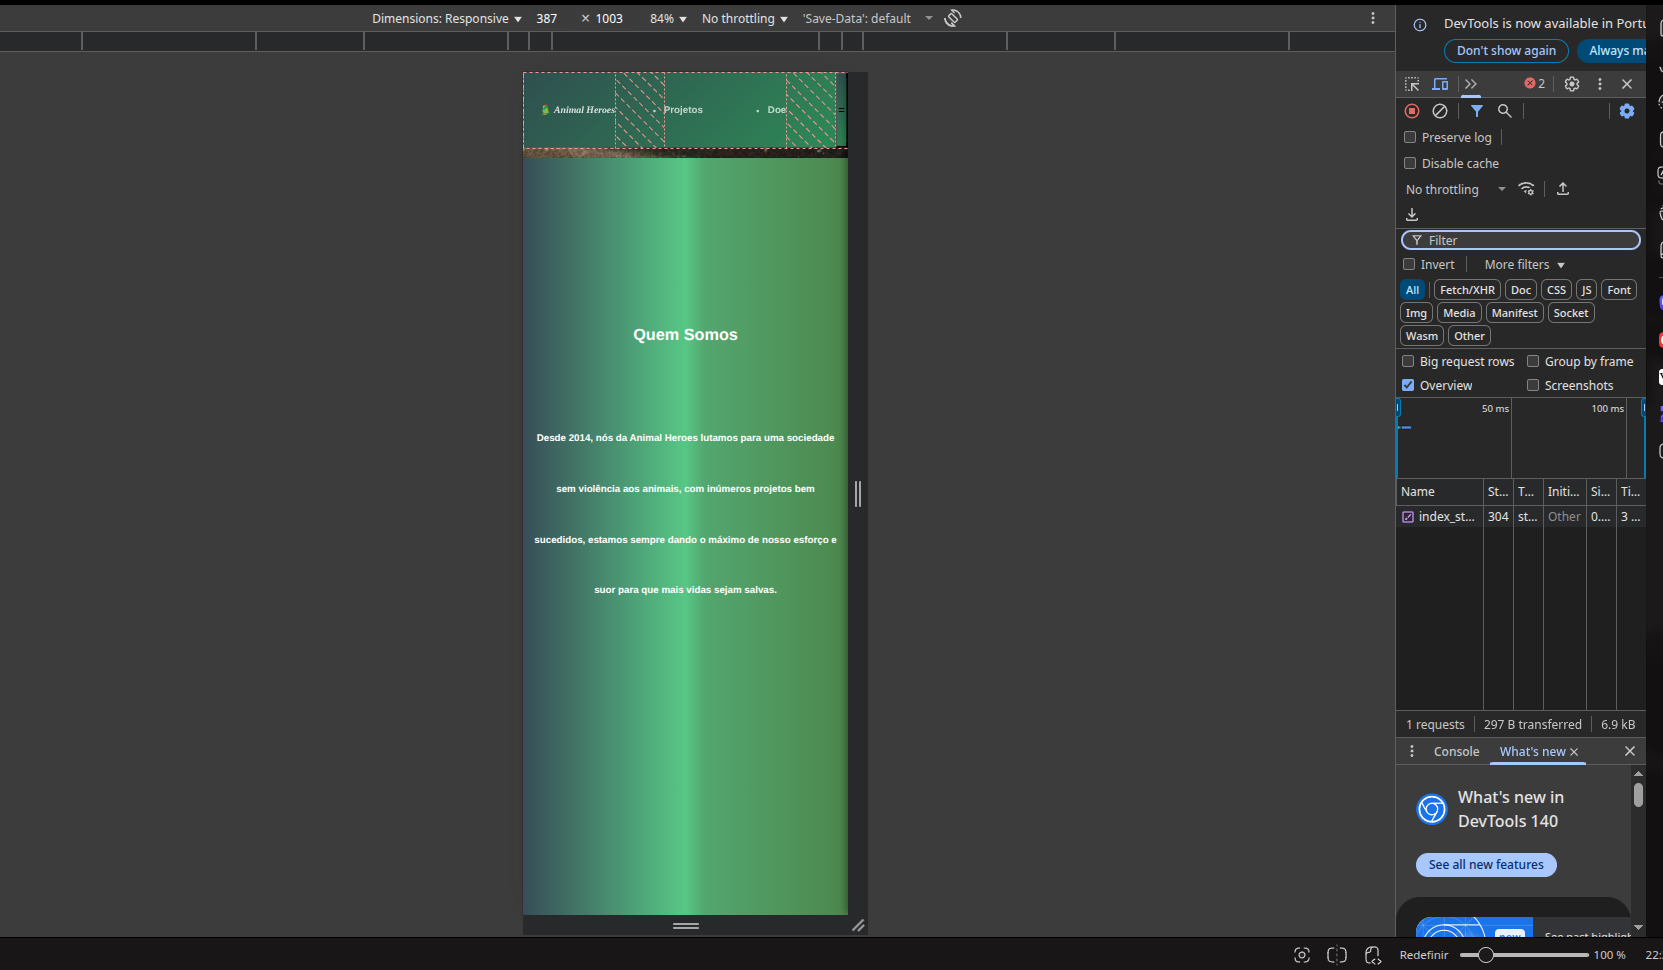 Dimensions: Responsive 387 × 1003 84% No throttling 'Save-Data': default
DevTools is now available in Portu
Don't show again Always ma
2
Preserve log
Disable cache
No throttling
Filter
Invert More filters
All Fetch/XHR Doc CSS JS Font
Img Media Manifest Socket
Wasm Other
Big request rows Group by frame
Overview Screenshots
50 ms 100 ms
Name St... T... Initi... Si... Ti...
index_st... 304 st... Other 0.... 3 ...
1 requests 297 B transferred 6.9 kB
Console What's new
What's new in
DevTools 140
See all new features
new
See past highligh
Animal Heroes • Projetos • Doe =
Quem Somos
Desde 2014, nós da Animal Heroes lutamos para uma sociedade
sem violência aos animais, com inúmeros projetos bem
sucedidos, estamos sempre dando o máximo de nosso esforço e
suor para que mais vidas sejam salvas.
Redefinir 100 % 22: